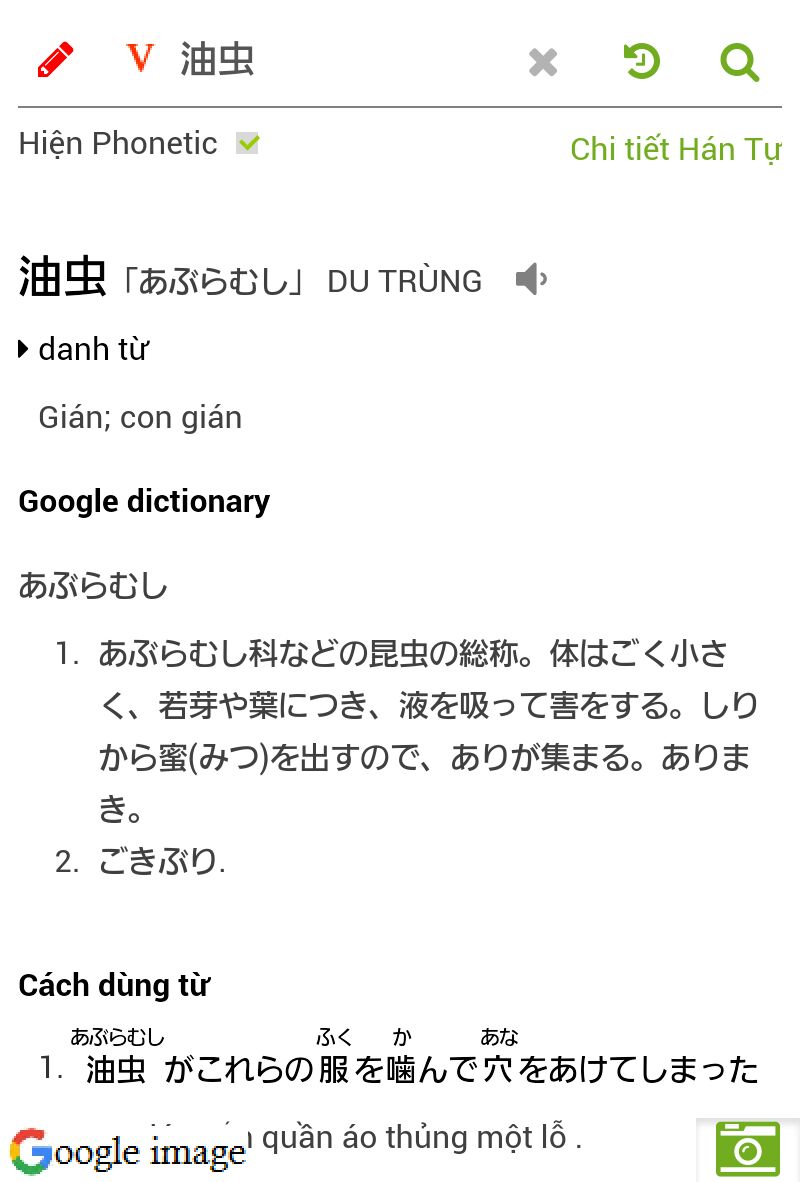 V 油虫
Hiện Phonetic Chi tiết Hán Tự
油虫「あぶらむし」 DU TRÙNG
danh từ
Gián; con gián
Google dictionary
あぶらむし
1. あぶらむし科などの昆虫の総称。体はごく小さ
く、若芽や葉につき、液を吸って害をする。しり
から蜜(みつ)を出すので、ありが集まる。ありま
き。
2. ごきぶり.
Cách dùng từ
あぶらむし ふく か あな
1. 油虫 がこれらの服を噛んで穴をあけてしまった
quần áo thủng một lỗ .
Google image